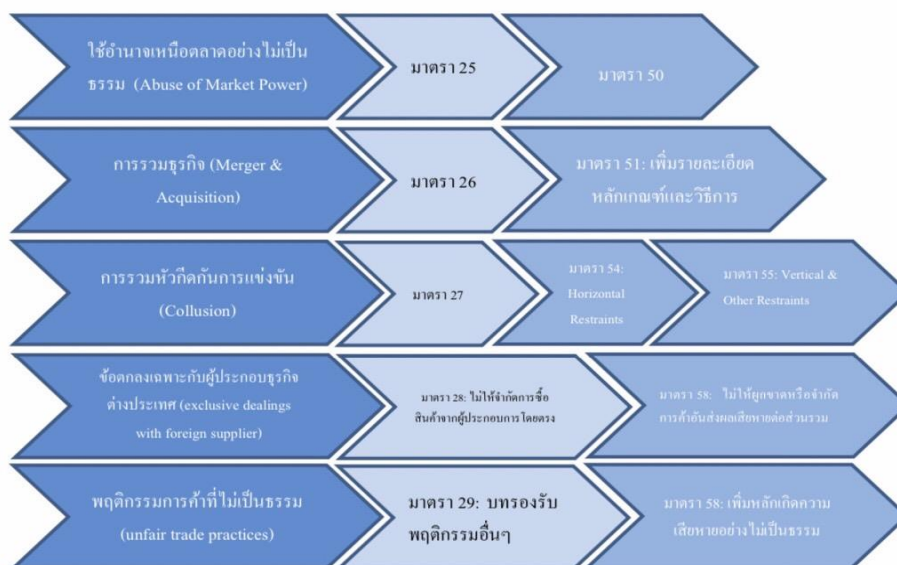 ใช้อำนาจเหนือตลาดอย่างไม่เป็น
ธรรม (Abuse of Market Power)
มาตรา 25
มาตรา 50
การรวมธุรกิจ (Merger &
Acquisition)
มาตรา 26
มาตรา 51: เพิ่มรายละเอียด
หลักเกณฑ์และวิธีการ
การรวมหัวกีดกันการแข่งขัน
(Collusion)
มาตรา 27
มาตรา 54:
Horizontal
Restraints
มาตรา 55: Vertical &
Other Restraints
ข้อตกลงเฉพาะกับผู้ประกอบธุรกิจ
ต่างประเทศ (exclusive dealings
with foreign supplier)
มาตรา 28: ไม่ให้จำกัดการซื้อ
สินค้าจากผู้ประกอบการโดยตรง
มาตรา 58: ไม่ให้ผูกขาดหรือจำกัด
การค้าอันส่งผลเสียหายต่อส่วนรวม
พฤติกรรมการค้าที่ไม่เป็นธรรม
(unfair trade practices)
มาตรา 29: บทรองรับ
พฤติกรรมอื่นๆ
มาตรา 58: เพิ่มหลักเกิดความ
เสียหายอย่างไม่เป็นธรรม